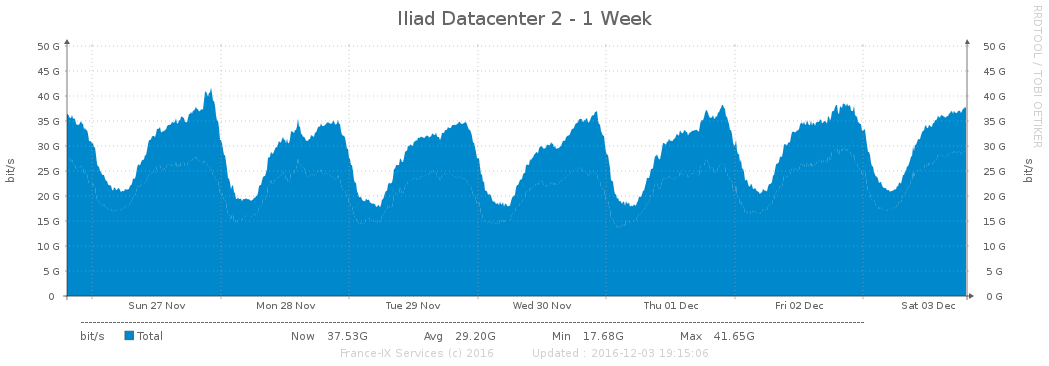 Iliad Datacenter 2 - 1 Week
RRDTOOL / TOBI OETIKER
50 G 50 G
45 G 45 G
40 G 40 G
35 G 35 G
30 G 30 G
25 G 25 G
20 G 20 G
15 G 15 G
10 G 10 G
5 G 5 G
0 0 G
bit/s bit/s
Sun 27 Nov Mon 28 Nov Tue 29 Nov Wed 30 Nov Thu 01 Dec Fri 02 Dec Sat 03 Dec
bit/s Total Now 37.53G Avg 29.20G Min 17.68G Max 41.65G
France-IX Services (c) 2016 Updated : 2016-12-03 19:15:06